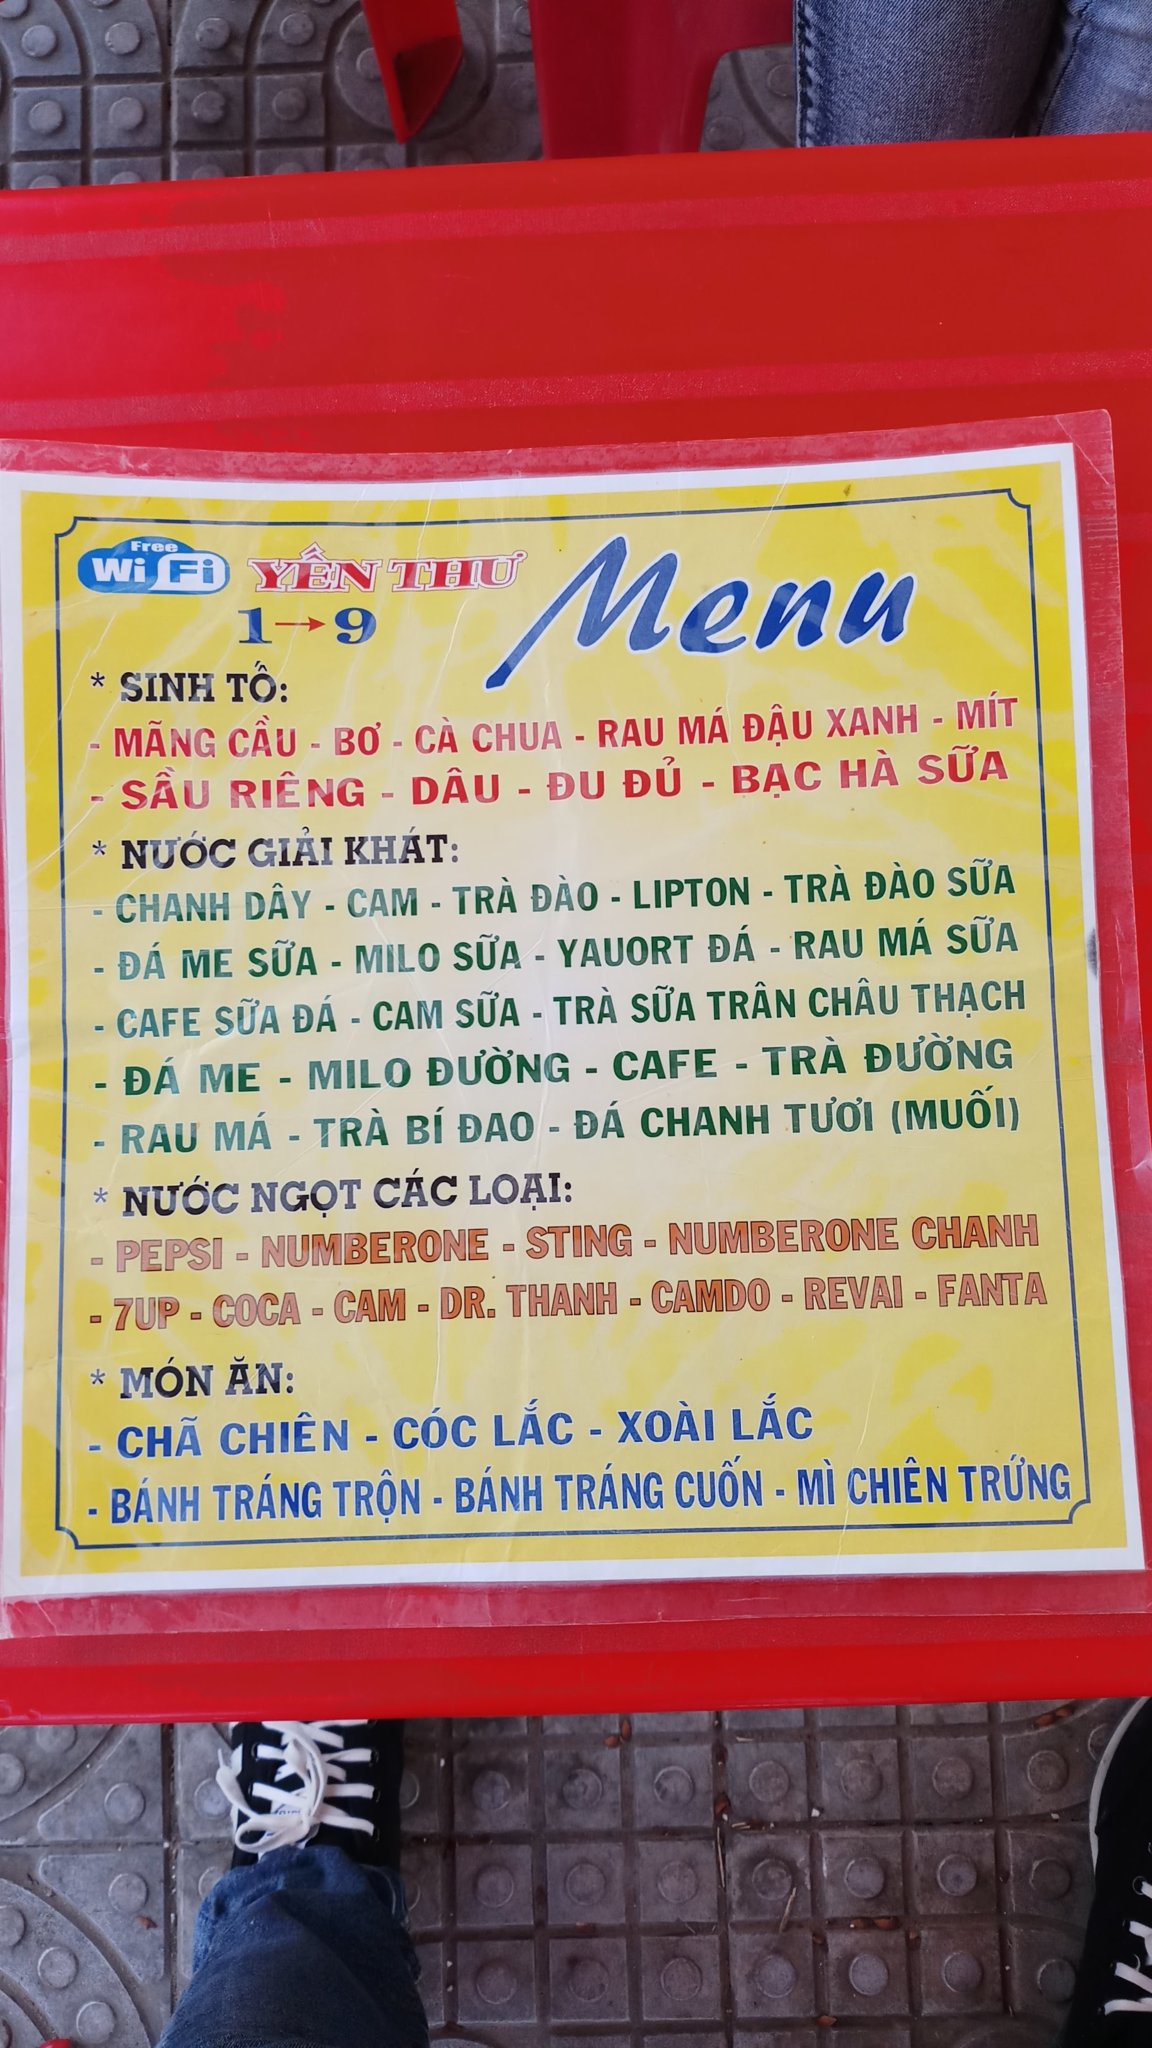 Free
Wi Fi YÊN THƯ Menu
1→9
* SINH TỐ:
- MÃNG CẦU - BƠ - CÀ CHUA - RAU MÁ ĐẬU XANH - MÍT
- SẦU RIÊNG - DÂU - ĐU ĐỦ - BẠC HÀ SỮA
* NƯỚC GIẢI KHÁT:
- CHANH DÂY - CAM - TRÀ ĐÀO - LIPTON - TRÀ ĐÀO SỮA
- ĐÁ ME SỮA - MILO SỮA - YAUORT ĐÁ - RAU MÁ SỮA
- CAFE SỮA ĐÁ - CAM SỮA - TRÀ SỮA TRÂN CHÂU THẠCH
- ĐÁ ME - MILO ĐƯỜNG - CAFE - TRÀ ĐƯỜNG
- RAU MÁ - TRÀ BÍ ĐAO - ĐÁ CHANH TƯƠI (MUỐI)
* NƯỚC NGỌT CÁC LOẠI:
- PEPSI - NUMBERONE - STING - NUMBERONE CHANH
- 7UP - COCA - CAM - DR. THANH - CAMDO - REVAI - FANTA
* MÓN ĂN:
- CHÃ CHIÊN - CÓC LẮC - XOÀI LẮC
- BÁNH TRÁNG TRỘN - BÁNH TRÁNG CUỐN - MÌ CHIÊN TRỨNG